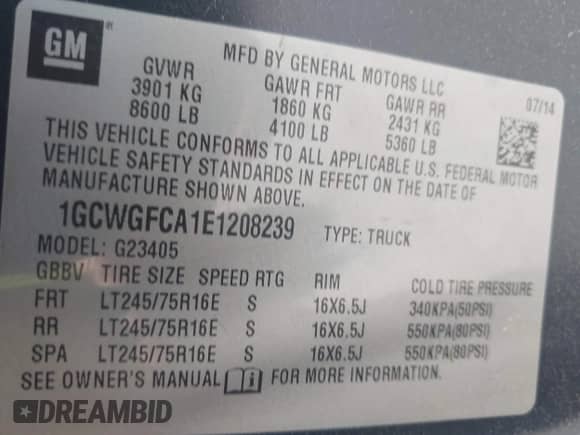 GM
MFD BY GENERAL MOTORS LLC
GVWR GAWR FRT GAWR RR 07/14
3901 KG 1860 KG 2431 KG
8600 LB 4100 LB 5360 LB
THIS VEHICLE CONFORMS TO ALL APPLICABLE U.S. FEDERAL MOTOR
VEHICLE SAFETY STANDARDS IN EFFECT ON THE DATE OF
MANUFACTURE SHOWN ABOVE.
1GCWGFCA1E1208239 TYPE: TRUCK
MODEL: G23405
GBBV TIRE SIZE SPEED RTG RIM COLD TIRE PRESSURE
FRT LT245/75R16E S 16X6.5J 340KPA(50PSI)
RR LT245/75R16E S 16X6.5J 550KPA(80PSI)
SPA LT245/75R16E S 16X6.5J 550KPA(80PSI)
SEE OWNER'S MANUAL FOR MORE INFORMATION.
DREAMBID